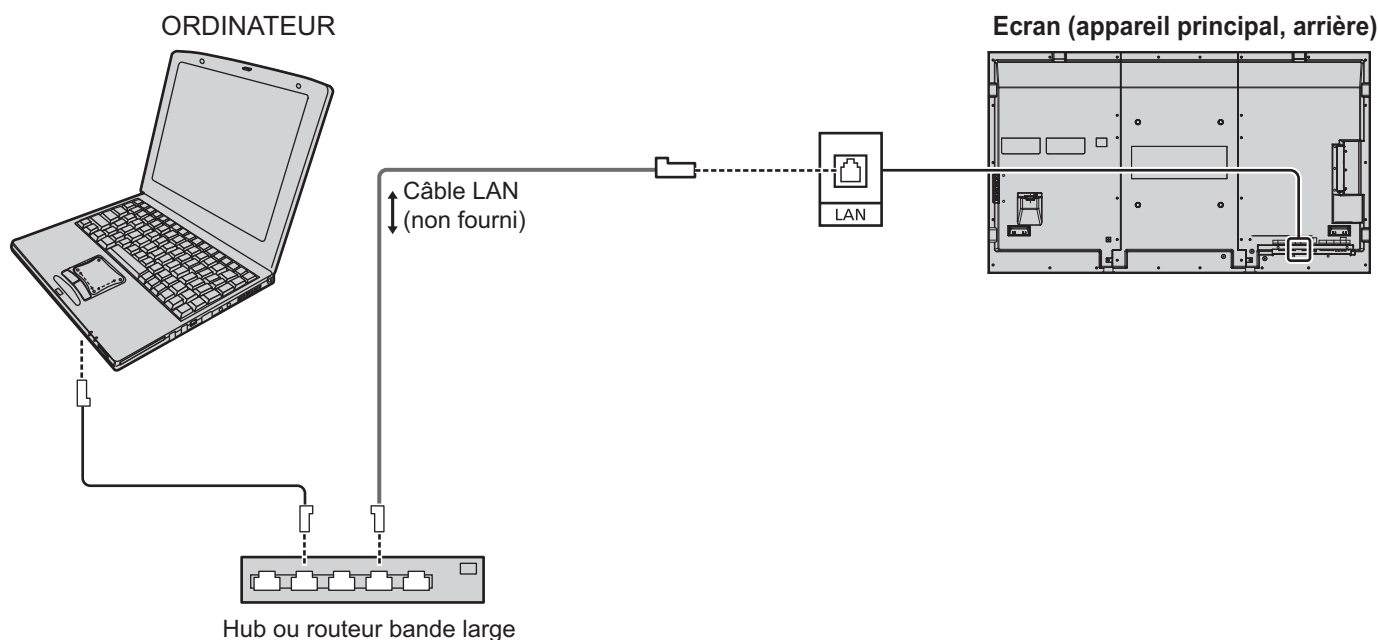 ORDINATEUR
Ecran (appareil principal, arrière)
Câble LAN
(non fourni)
LAN
Hub ou routeur bande large